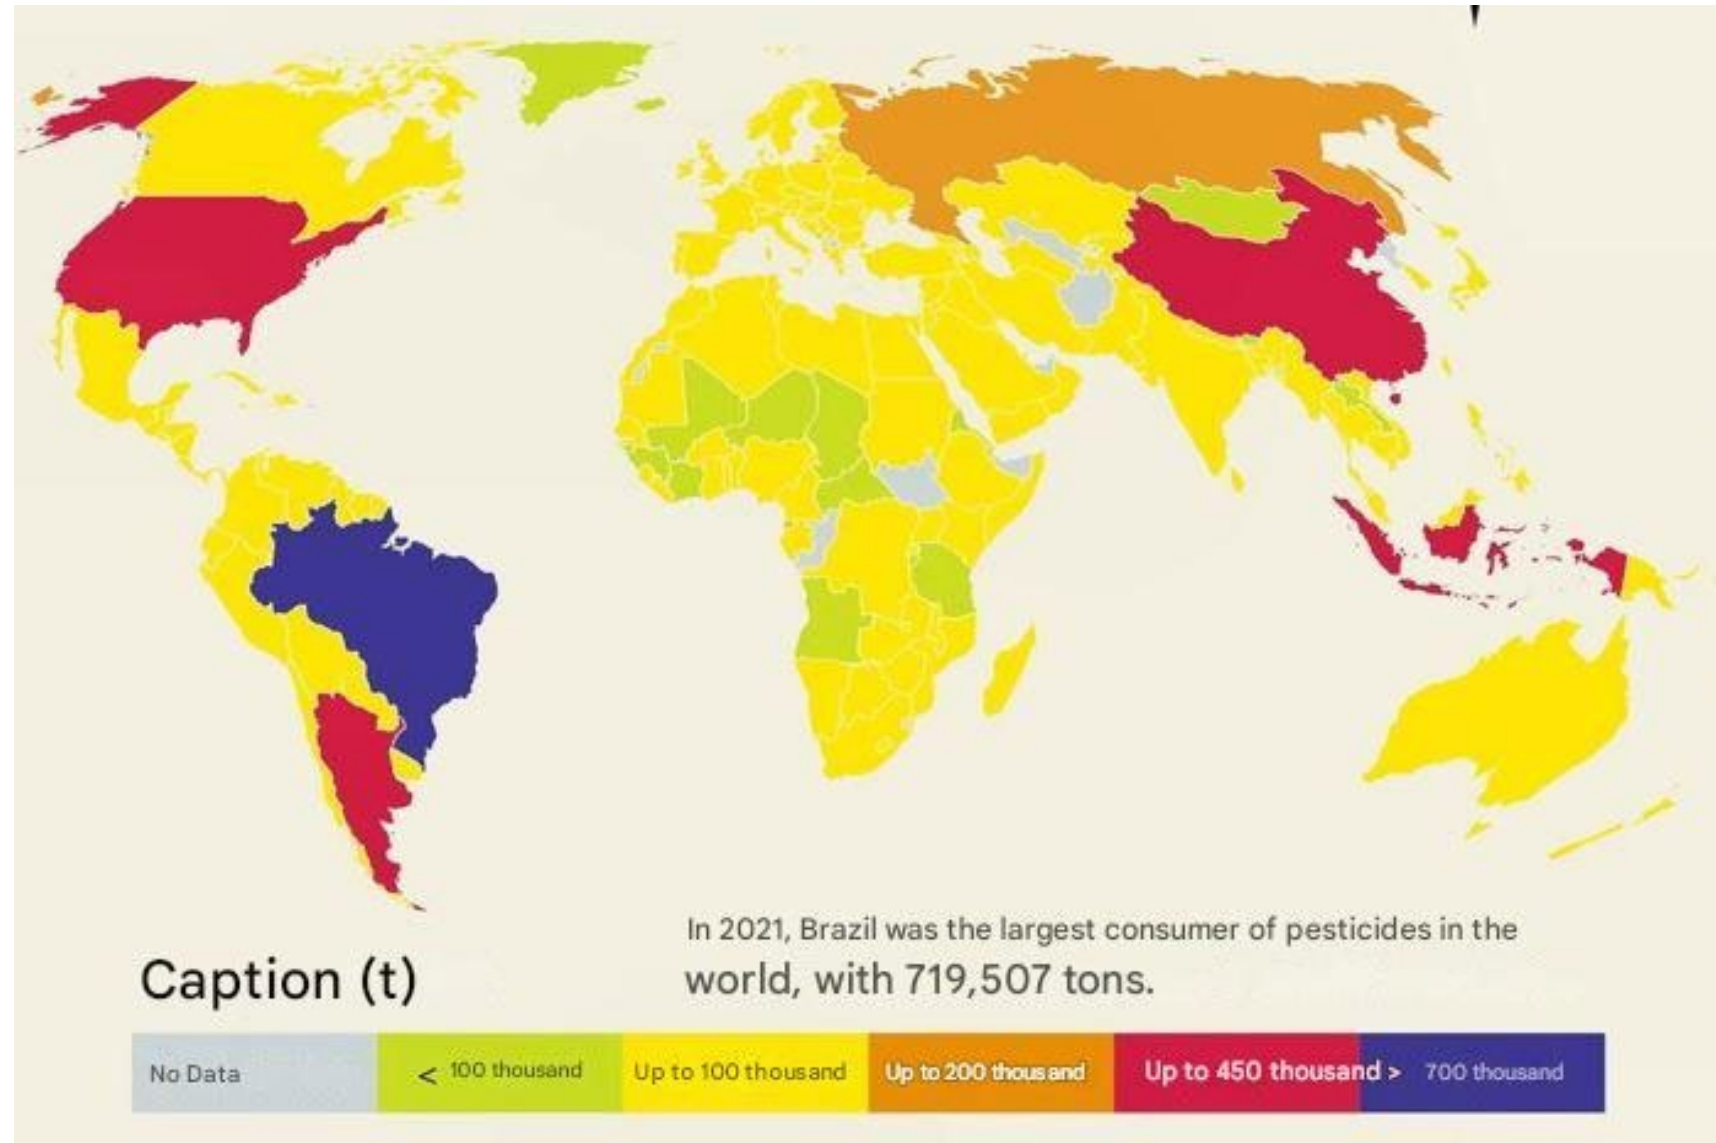 In 2021, Brazil was the largest consumer of pesticides in the
world, with 719,507 tons.
Caption (t)
No Data
< 100 thousand
Up to 100 thousand
Up to 200 thousand
Up to 450 thousand >
700 thousand